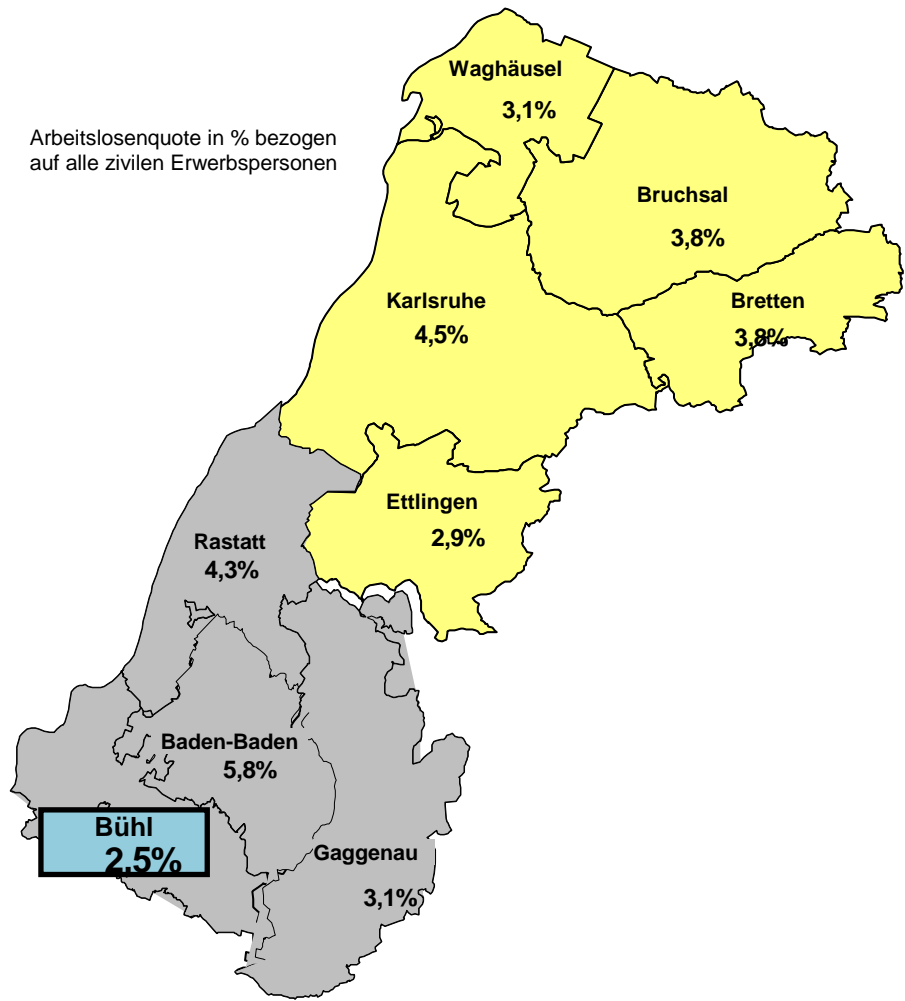 Waghäusel
3,1%
Arbeitslosenquote in % bezogen
auf alle zivilen Erwerbspersonen
Bruchsal
3,8%
Karlsruhe
4,5%
Bretten
3,8%
Ettlingen
2,9%
Rastatt
4,3%
Baden-Baden
5,8%
Bühl
2,5%
Gaggenau
3,1%